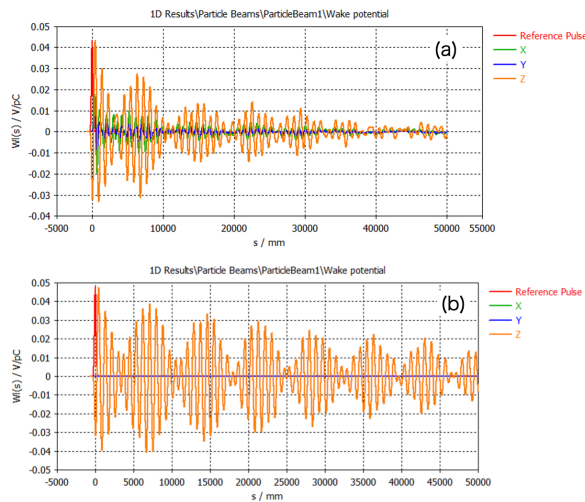 1D Results\Particle Beams\ParticleBeam1\Wake potential
(a)
Reference Pulse
X
Y
Z
0.05
0.04
0.03
0.02
0.01
0
-0.01
-0.02
-0.03
-0.04
Wl(s) / V/pC
-5000 0 5000 10000 15000 20000 25000 30000 35000 40000 45000 50000 55000
s / mm
1D Results\Particle Beams\ParticleBeam1\Wake potential
(b)
Reference Pulse
X
Y
Z
0.05
0.04
0.03
0.02
0.01
0
-0.01
-0.02
-0.03
-0.04
-0.05
Wl(s) / V/pC
-5000 0 5000 10000 15000 20000 25000 30000 35000 40000 45000 50000
s / mm